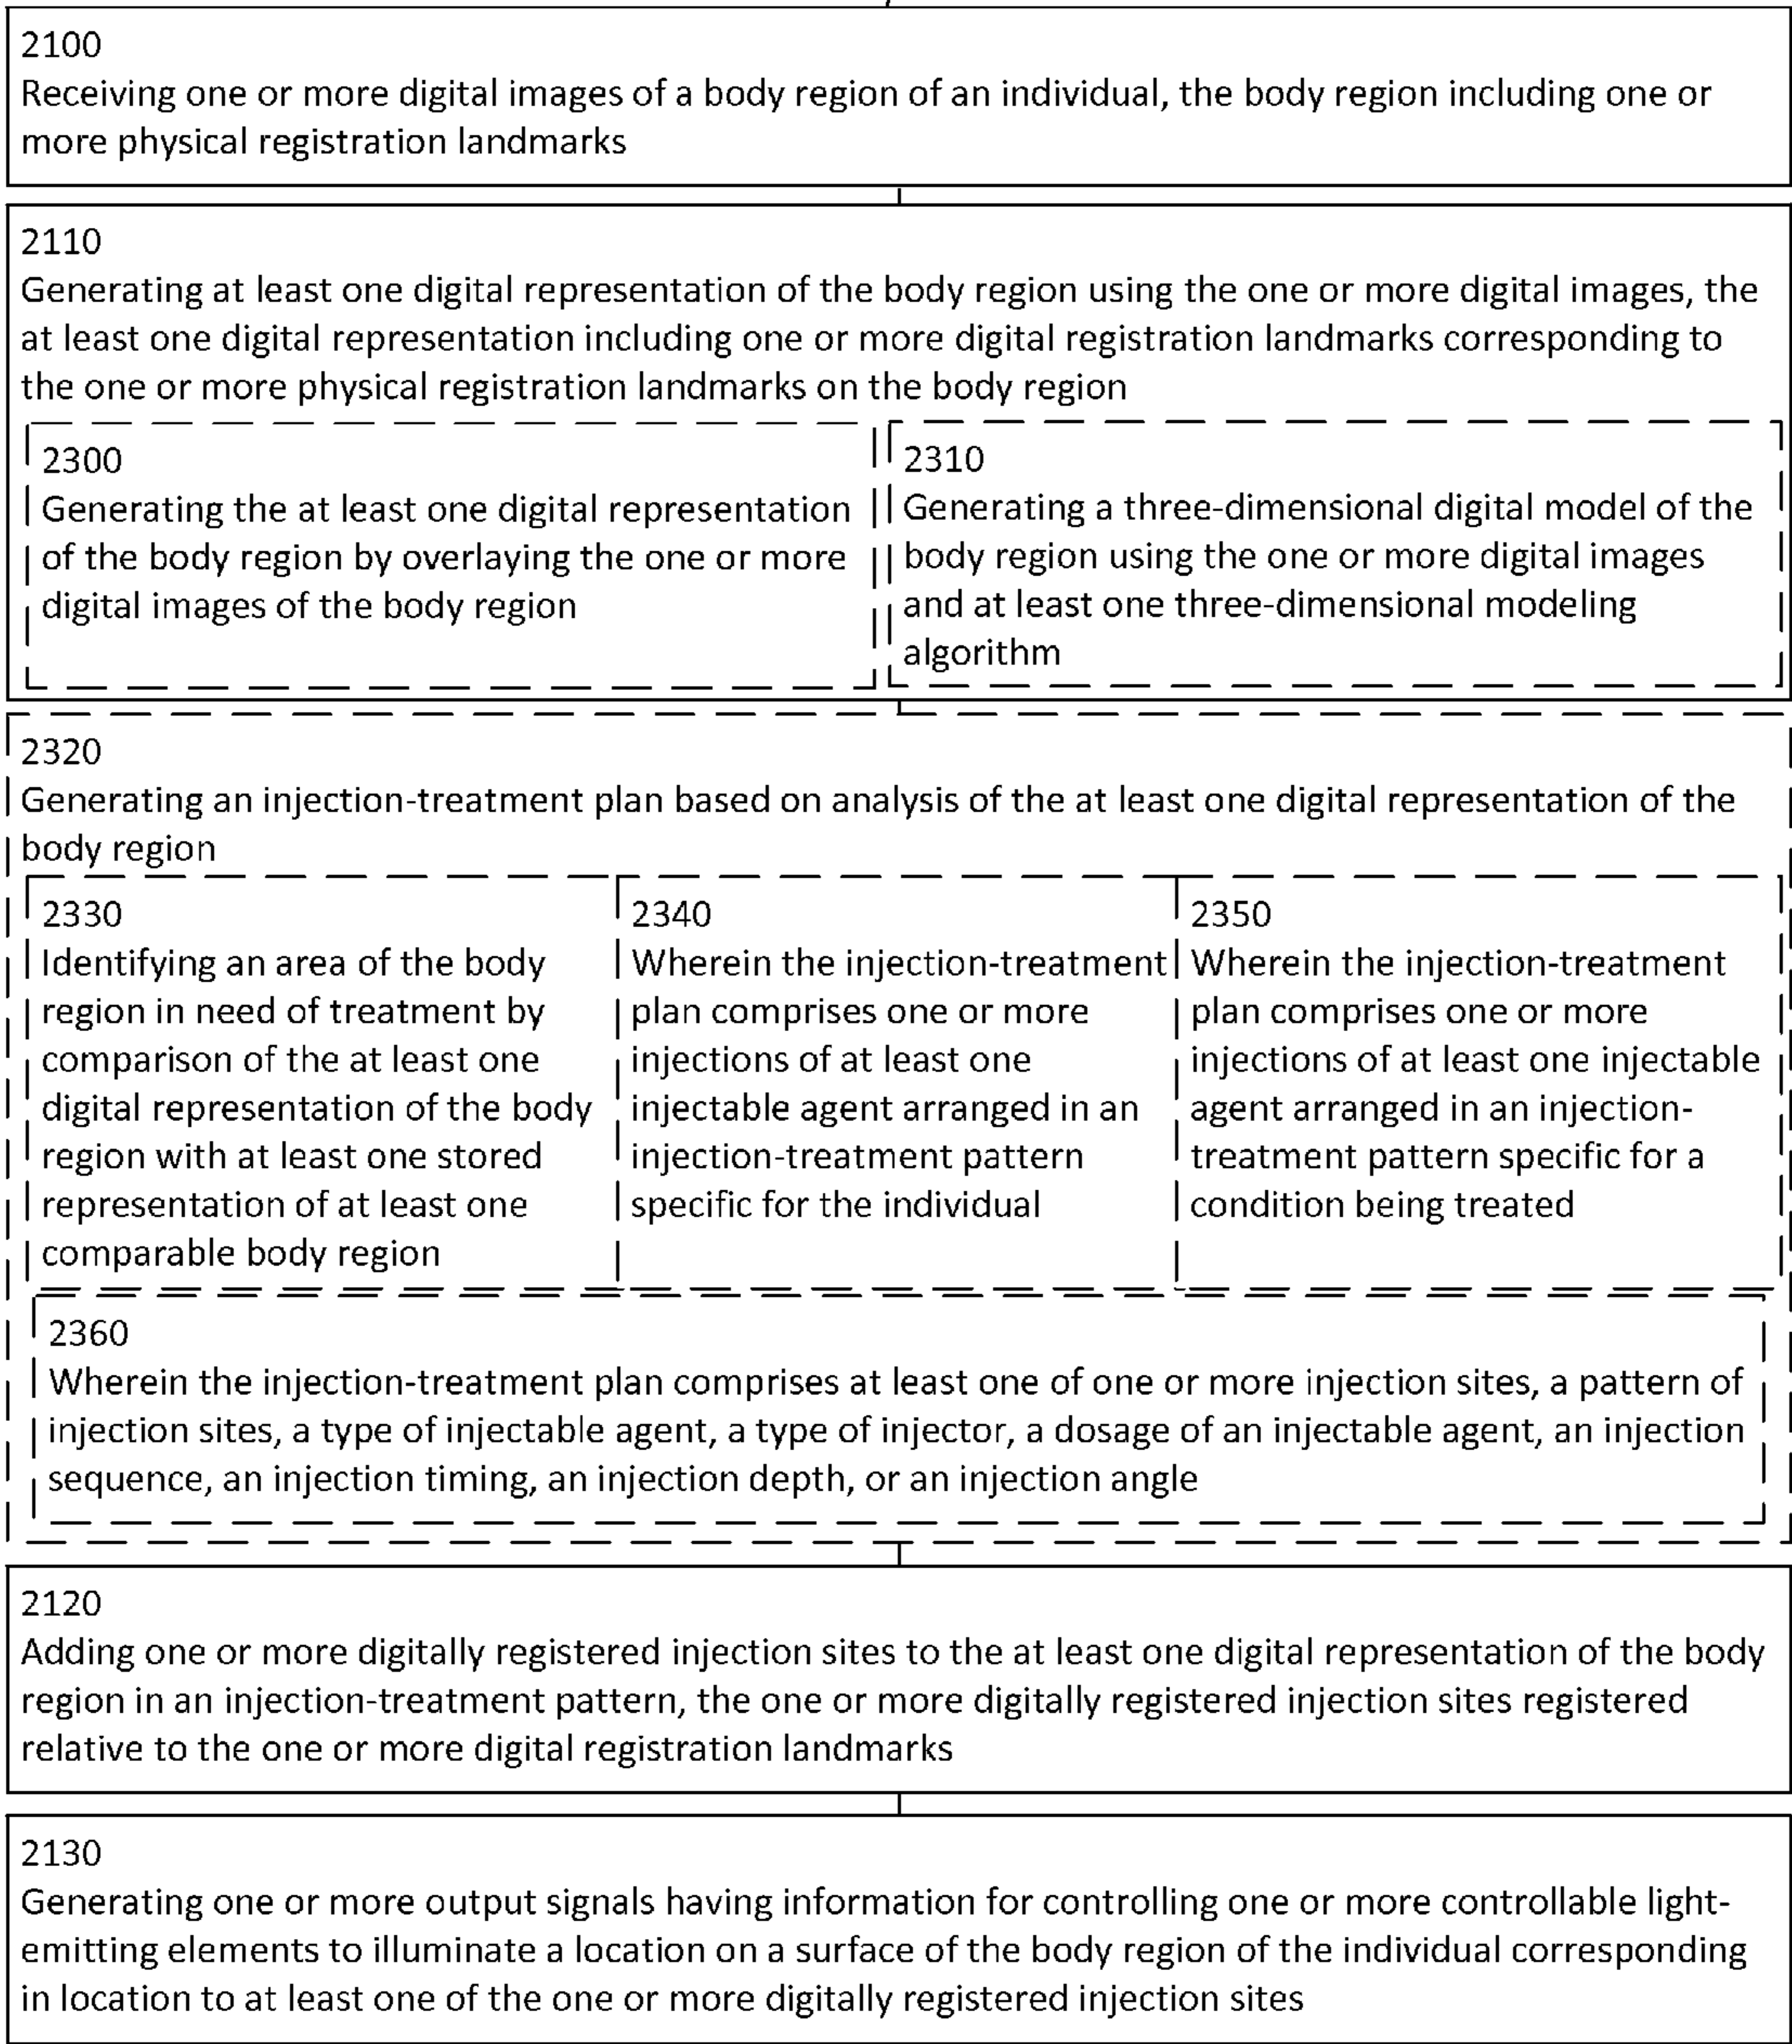 2100
Receiving one or more digital images of a body region of an individual, the body region including one or
more physical registration landmarks
2110
Generating at least one digital representation of the body region using the one or more digital images, the
at least one digital representation including one or more digital registration landmarks corresponding to
the one or more physical registration landmarks on the body region
2300
Generating the at least one digital representation
of the body region by overlaying the one or more
digital images of the body region
2310
Generating a three-dimensional digital model of the
body region using the one or more digital images
and at least one three-dimensional modeling
algorithm
2320
Generating an injection-treatment plan based on analysis of the at least one digital representation of the
body region
2330
Identifying an area of the body
region in need of treatment by
comparison of the at least one
digital representation of the body
region with at least one stored
representation of at least one
comparable body region
2340
Wherein the injection-treatment
plan comprises one or more
injections of at least one
injectable agent arranged in an
injection-treatment pattern
specific for the individual
2350
Wherein the injection-treatment
plan comprises one or more
injections of at least one injectable
agent arranged in an injection-
treatment pattern specific for a
condition being treated
2360
Wherein the injection-treatment plan comprises at least one of one or more injection sites, a pattern of
injection sites, a type of injectable agent, a type of injector, a dosage of an injectable agent, an injection
sequence, an injection timing, an injection depth, or an injection angle
2120
Adding one or more digitally registered injection sites to the at least one digital representation of the body
region in an injection-treatment pattern, the one or more digitally registered injection sites registered
relative to the one or more digital registration landmarks
2130
Generating one or more output signals having information for controlling one or more controllable light-
emitting elements to illuminate a location on a surface of the body region of the individual corresponding
in location to at least one of the one or more digitally registered injection sites